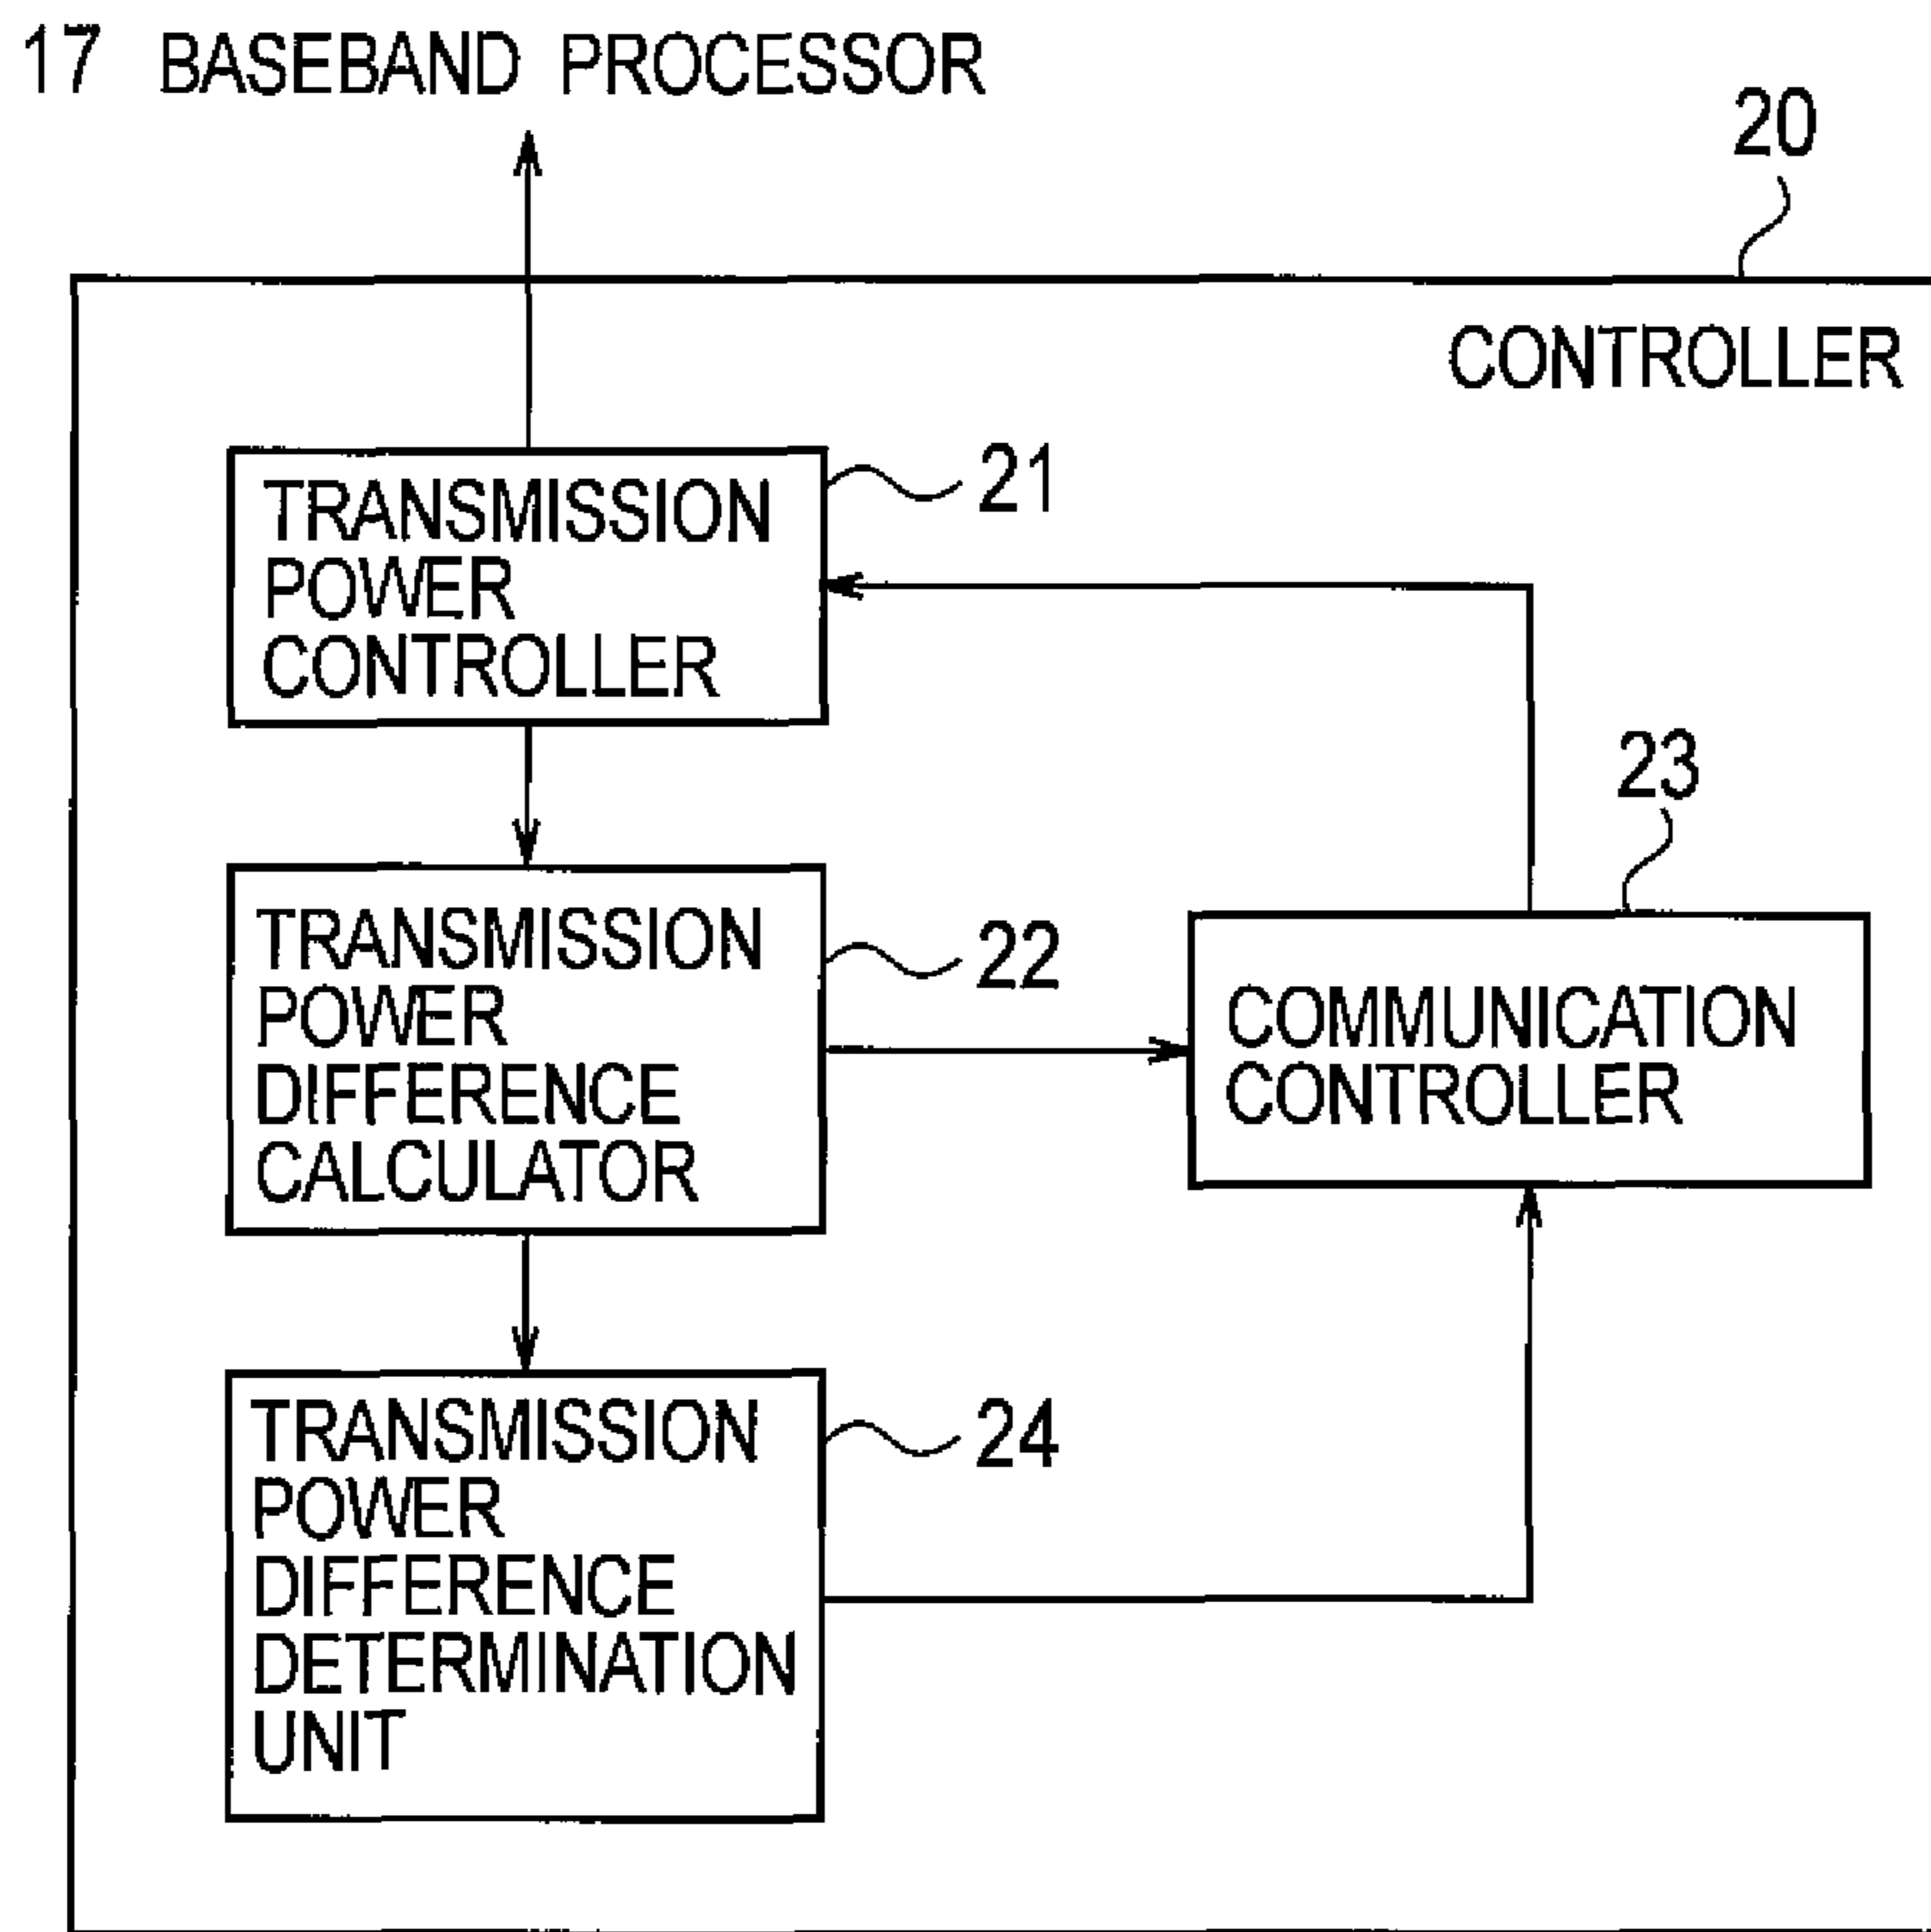 17 BASEBAND PROCESSOR
20
CONTROLLER
21
TRANSMISSION
POWER
CONTROLLER
23
22
TRANSMISSION
POWER
DIFFERENCE
CALCULATOR
COMMUNICATION
CONTROLLER
24
TRANSMISSION
POWER
DIFFERENCE
DETERMINATION
UNIT